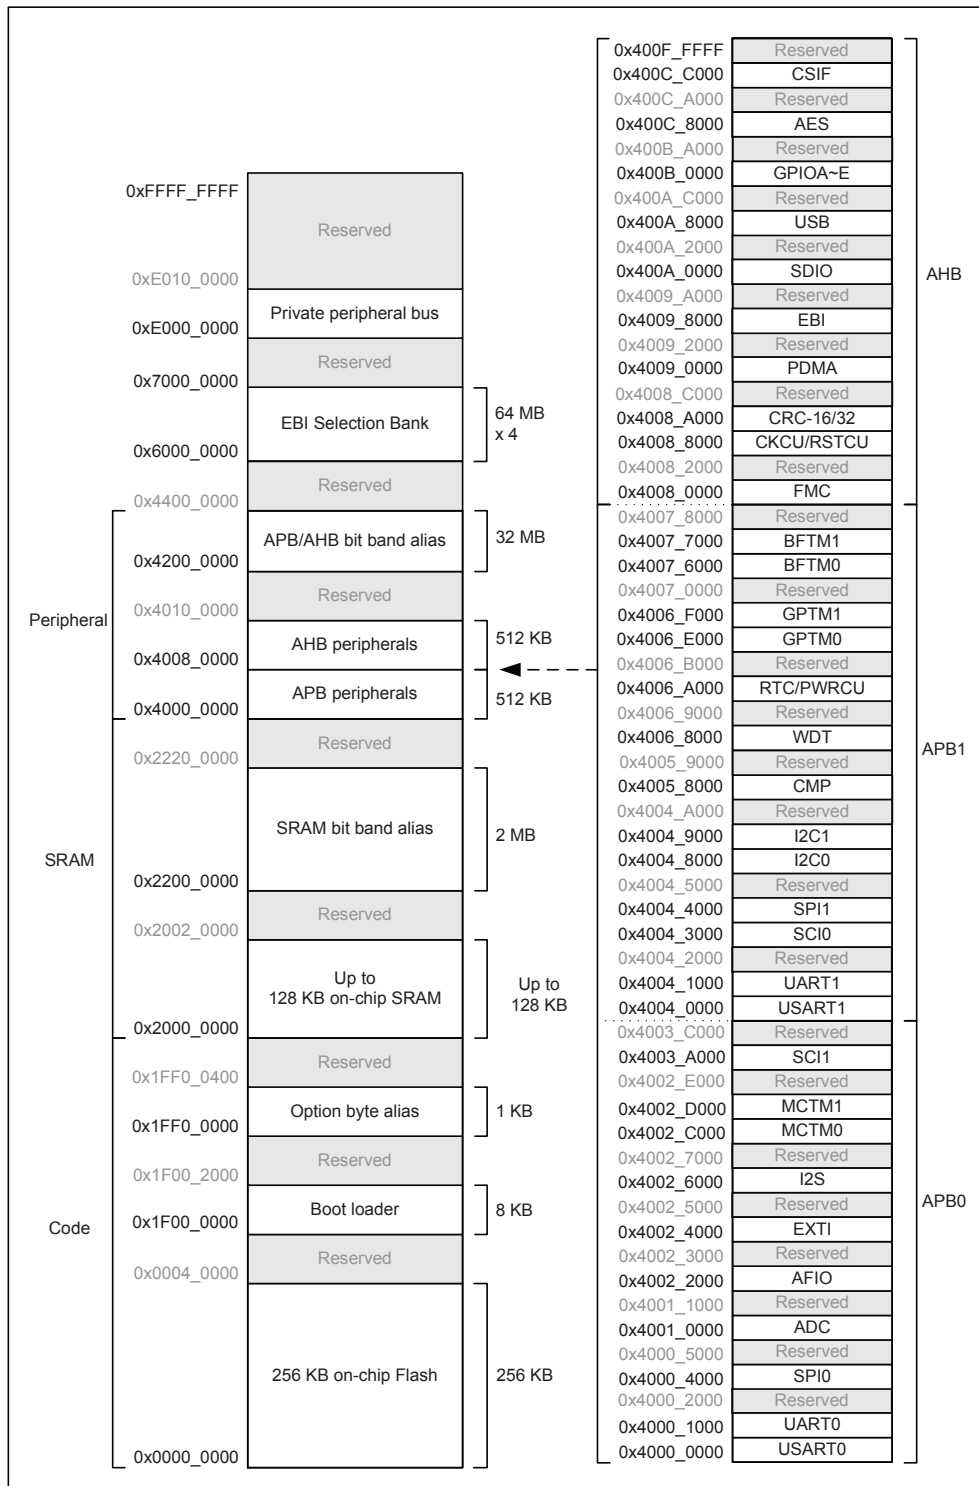 0xFFFF_FFFF
Reserved
0xE010_0000
Private peripheral bus
0xE000_0000
Reserved
0x7000_0000
EBI Selection Bank
64 MB
x 4
0x6000_0000
Reserved
0x4400_0000
APB/AHB bit band alias
32 MB
0x4200_0000
Reserved
0x4010_0000
Peripheral
AHB peripherals
512 KB
0x4008_0000
APB peripherals
512 KB
0x4000_0000
Reserved
0x2220_0000
SRAM bit band alias
2 MB
SRAM
0x2200_0000
Reserved
0x2002_0000
Up to
128 KB on-chip SRAM
Up to
128 KB
0x2000_0000
Reserved
0x1FF0_0400
Option byte alias
1 KB
0x1FF0_0000
Reserved
0x1F00_2000
Boot loader
8 KB
0x1F00_0000
Code
Reserved
0x0004_0000
256 KB on-chip Flash
256 KB
0x0000_0000
0x400F_FFFF Reserved
0x400C_C000 CSIF
0x400C_A000 Reserved
0x400C_8000 AES
0x400B_A000 Reserved
0x400B_0000 GPIOA~E
0x400A_C000 Reserved
0x400A_8000 USB
0x400A_2000 Reserved
0x400A_0000 SDIO
AHB
0x4009_A000 Reserved
0x4009_8000 EBI
0x4009_2000 Reserved
0x4009_0000 PDMA
0x4008_C000 Reserved
0x4008_A000 CRC-16/32
0x4008_8000 CKCU/RSTCU
0x4008_2000 Reserved
0x4008_0000 FMC
0x4007_8000 Reserved
0x4007_7000 BFTM1
0x4007_6000 BFTM0
0x4007_0000 Reserved
0x4006_F000 GPTM1
0x4006_E000 GPTM0
0x4006_B000 Reserved
0x4006_A000 RTC/PWRCU
0x4006_9000 Reserved
0x4006_8000 WDT
APB1
0x4005_9000 Reserved
0x4005_8000 CMP
0x4004_A000 Reserved
0x4004_9000 I2C1
0x4004_8000 I2C0
0x4004_5000 Reserved
0x4004_4000 SPI1
0x4004_3000 SCI0
0x4004_2000 Reserved
0x4004_1000 UART1
0x4004_0000 USART1
0x4003_C000 Reserved
0x4003_A000 SCI1
0x4002_E000 Reserved
0x4002_D000 MCTM1
0x4002_C000 MCTM0
0x4002_7000 Reserved
0x4002_6000 I2S
0x4002_5000 Reserved
APB0
0x4002_4000 EXTI
0x4002_3000 Reserved
0x4002_2000 AFIO
0x4001_1000 Reserved
0x4001_0000 ADC
0x4000_5000 Reserved
0x4000_4000 SPI0
0x4000_2000 Reserved
0x4000_1000 UART0
0x4000_0000 USART0